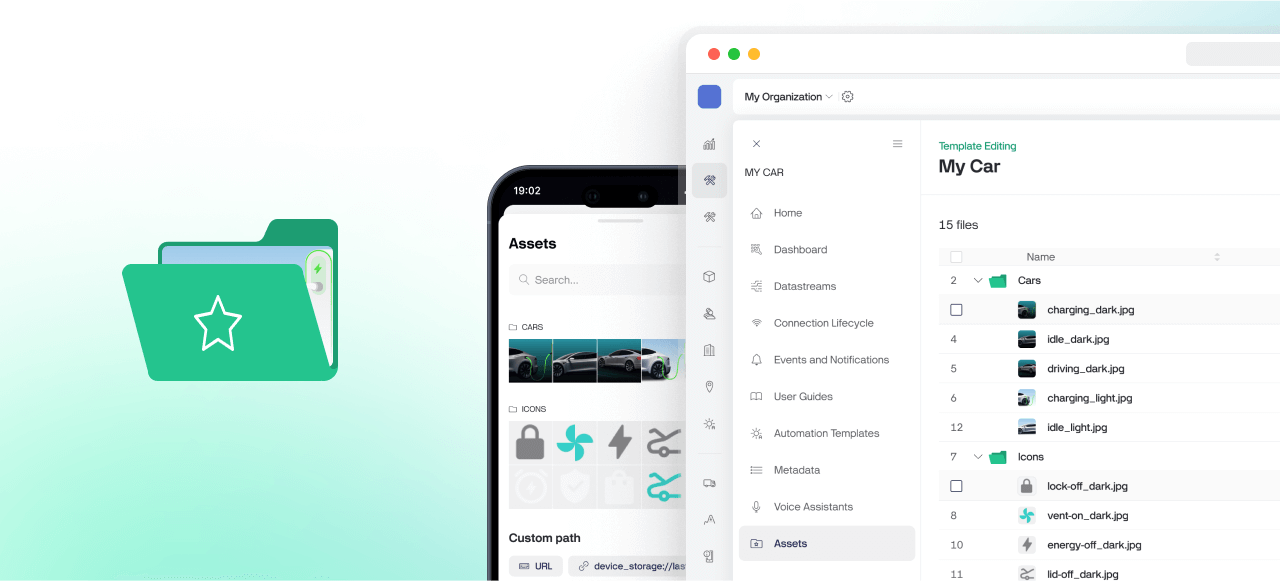 19:02
Assets
Search...
CARS
ICONS
Custom path
URL
device_storage://las
My Organization
MY CAR
Home
Dashboard
Datastreams
Connection Lifecycle
Events and Notifications
User Guides
Automation Templates
Metadata
Voice Assistants
Assets
Template Editing
My Car
15 files
Name
2 Cars
charging_dark.jpg
4 idle_dark.jpg
5 driving_dark.jpg
6 charging_light.jpg
12 idle_light.jpg
7 Icons
lock-off_dark.jpg
8 vent-on_dark.jpg
10 energy-off_dark.jpg
11 lid-off_dark.jpg